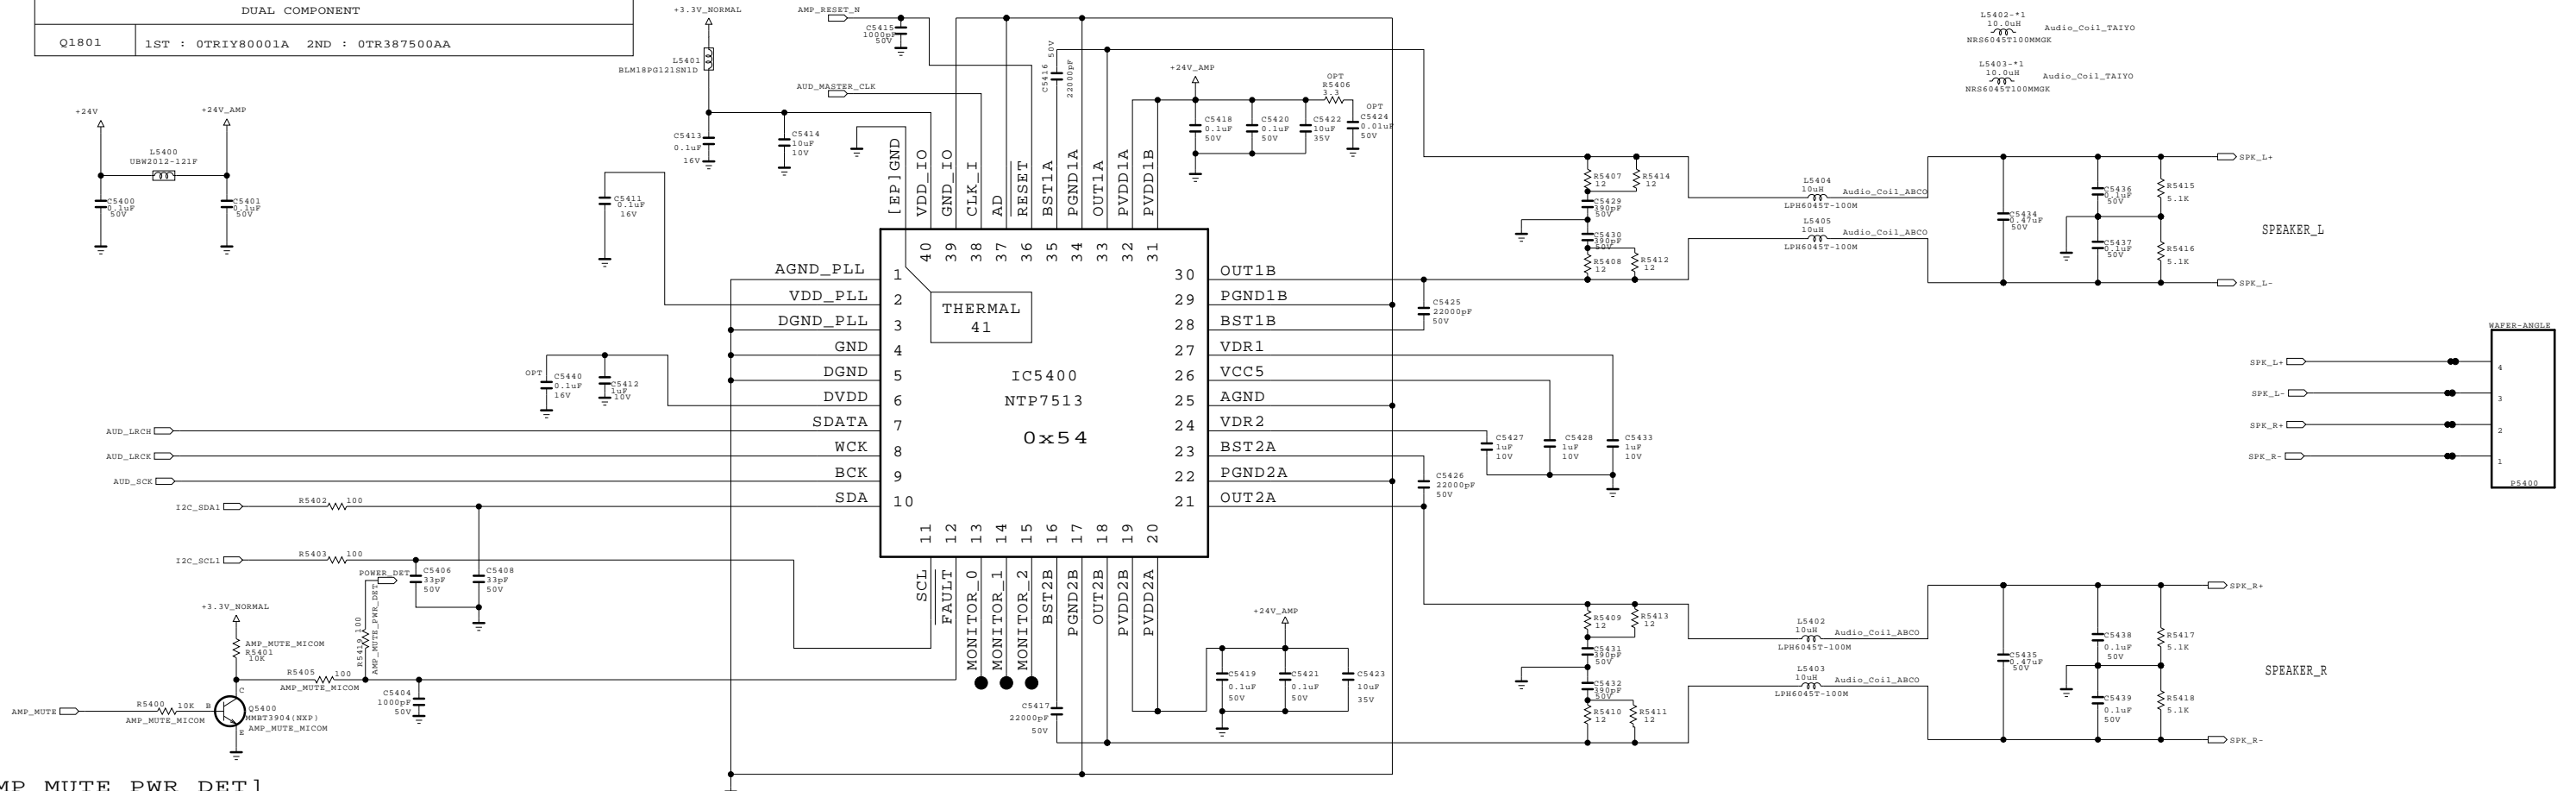 DUAL COMPONENT
Q1801 1ST : 0TRIY80001A 2ND : 0TR387500AA
+24V
+24V_AMP
L5400
UBW2012-121F
C5400
0.1uF
50V
C5401
0.1uF
50V
+3.3V_NORMAL
L5401
BLM18PG121SN1D
C5413
0.1uF
16V
C5414
10uF
10V
AMP_RESET_N
C5415
1000pF
50V
AUD_MASTER_CLK
C5416
22000pF
50V
+24V_AMP
C5418
0.1uF
50V
C5420
0.1uF
50V
C5422
10uF
35V
OPT
R5406
3.3
OPT
C5424
0.01uF
50V
C5411
0.1uF
16V
OPT
C5440
0.1uF
16V
C5412
1uF
10V
[EP]GND
VDD_IO
GND_IO
CLK_I
AD
RESET
BST1A
PGND1A
OUT1A
PVDD1A
PVDD1B
40
39
38
37
36
35
34
33
32
31
AGND_PLL 1
VDD_PLL 2
DGND_PLL 3
GND 4
DGND 5
DVDD 6
SDATA 7
WCK 8
BCK 9
SDA 10
THERMAL
41
IC5400
NTP7513
0x54
30 OUT1B
29 PGND1B
28 BST1B
27 VDR1
26 VCC5
25 AGND
24 VDR2
23 BST2A
22 PGND2A
21 OUT2A
11
12
13
14
15
16
17
18
19
20
SCL
FAULT
MONITOR_0
MONITOR_1
MONITOR_2
BST2B
PGND2B
OUT2B
PVDD2B
PVDD2A
AUD_LRCH
AUD_LRCK
AUD_SCK
I2C_SDA1
R5402 100
I2C_SCL1
R5403 100
C5406
33pF
50V
C5408
33pF
50V
POWER_DET
R5419 100
AMP_MUTE_PWR_DET
+3.3V_NORMAL
AMP_MUTE_MICOM
R5401
10K
R5405 100
AMP_MUTE_MICOM
C5404
1000pF
50V
AMP_MUTE
R5400 10K
AMP_MUTE_MICOM
B
C
E
Q5400
MMBT3904(NXP)
AMP_MUTE_MICOM
C5417
22000pF
50V
+24V_AMP
C5419
0.1uF
50V
C5421
0.1uF
50V
C5423
10uF
35V
C5425
22000pF
50V
C5426
22000pF
50V
C5427
1uF
10V
C5428
1uF
10V
C5433
1uF
10V
L5402-*1
10.0uH
NRS6045T100MMGK
Audio_Coil_TAIYO
L5403-*1
10.0uH
NRS6045T100MMGK
Audio_Coil_TAIYO
R5407
12
R5414
12
C5429
390pF
50V
C5430
390pF
50V
R5408
12
R5412
12
L5404
10uH
LPH6045T-100M
Audio_Coil_ABCO
L5405
10uH
LPH6045T-100M
Audio_Coil_ABCO
C5434
0.47uF
50V
C5436
0.1uF
50V
C5437
0.1uF
50V
R5415
5.1K
R5416
5.1K
SPK_L+
SPK_L-
SPEAKER_L
WAFER-ANGLE
SPK_L+ 4
SPK_L- 3
SPK_R+ 2
SPK_R- 1
P5400
R5409
12
R5413
12
C5431
390pF
50V
C5432
390pF
50V
R5410
12
R5411
12
L5402
10uH
LPH6045T-100M
Audio_Coil_ABCO
L5403
10uH
LPH6045T-100M
Audio_Coil_ABCO
C5435
0.47uF
50V
C5438
0.1uF
50V
C5439
0.1uF
50V
R5417
5.1K
R5418
5.1K
SPK_R+
SPK_R-
SPEAKER_R
MP MUTE PWR DET]